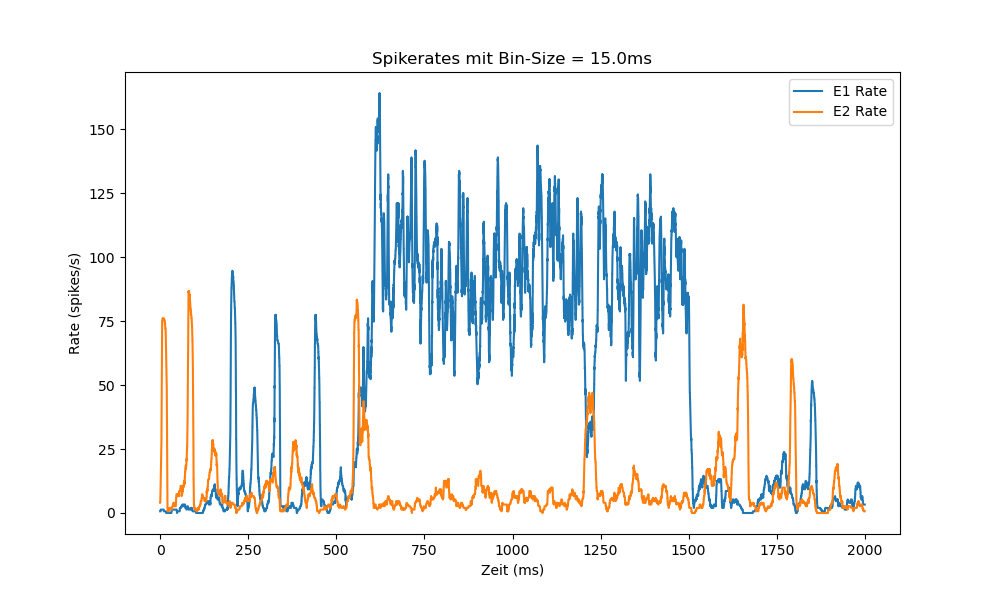 Spikerates mit Bin-Size = 15.0ms
E1 Rate
E2 Rate
150
125
100
75
50
25
0
Rate (spikes/s)
0 250 500 750 1000 1250 1500 1750 2000
Zeit (ms)